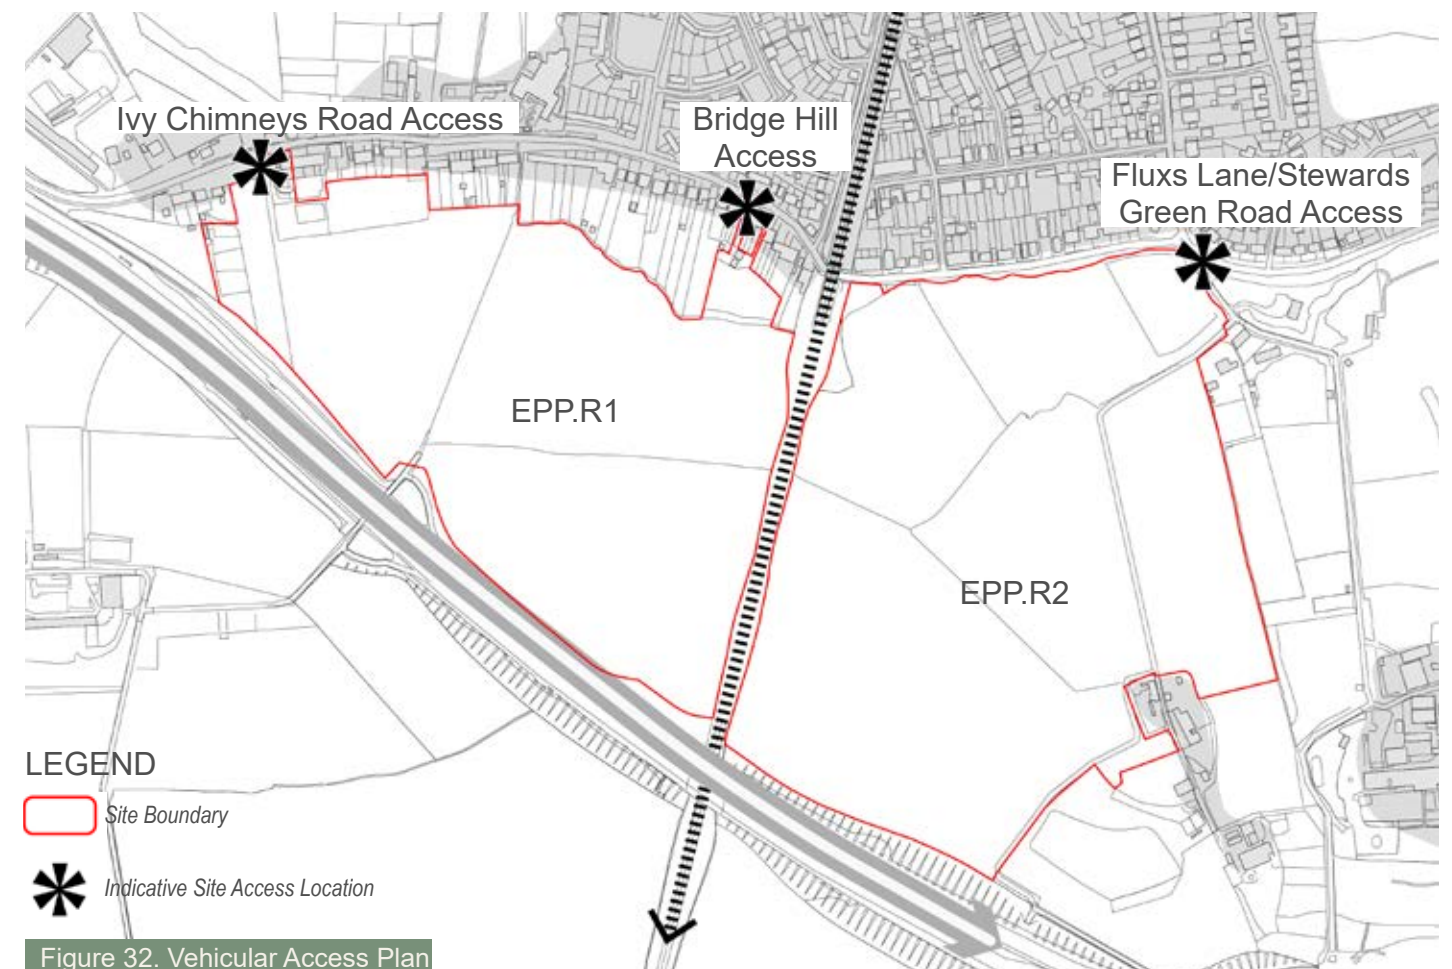 Ivy Chimneys Road Access
Bridge Hill
Access
Fluxs Lane/Stewards
Green Road Access
EPP.R1
EPP.R2
LEGEND
Site Boundary
Indicative Site Access Location
Figure 32. Vehicular Access Plan